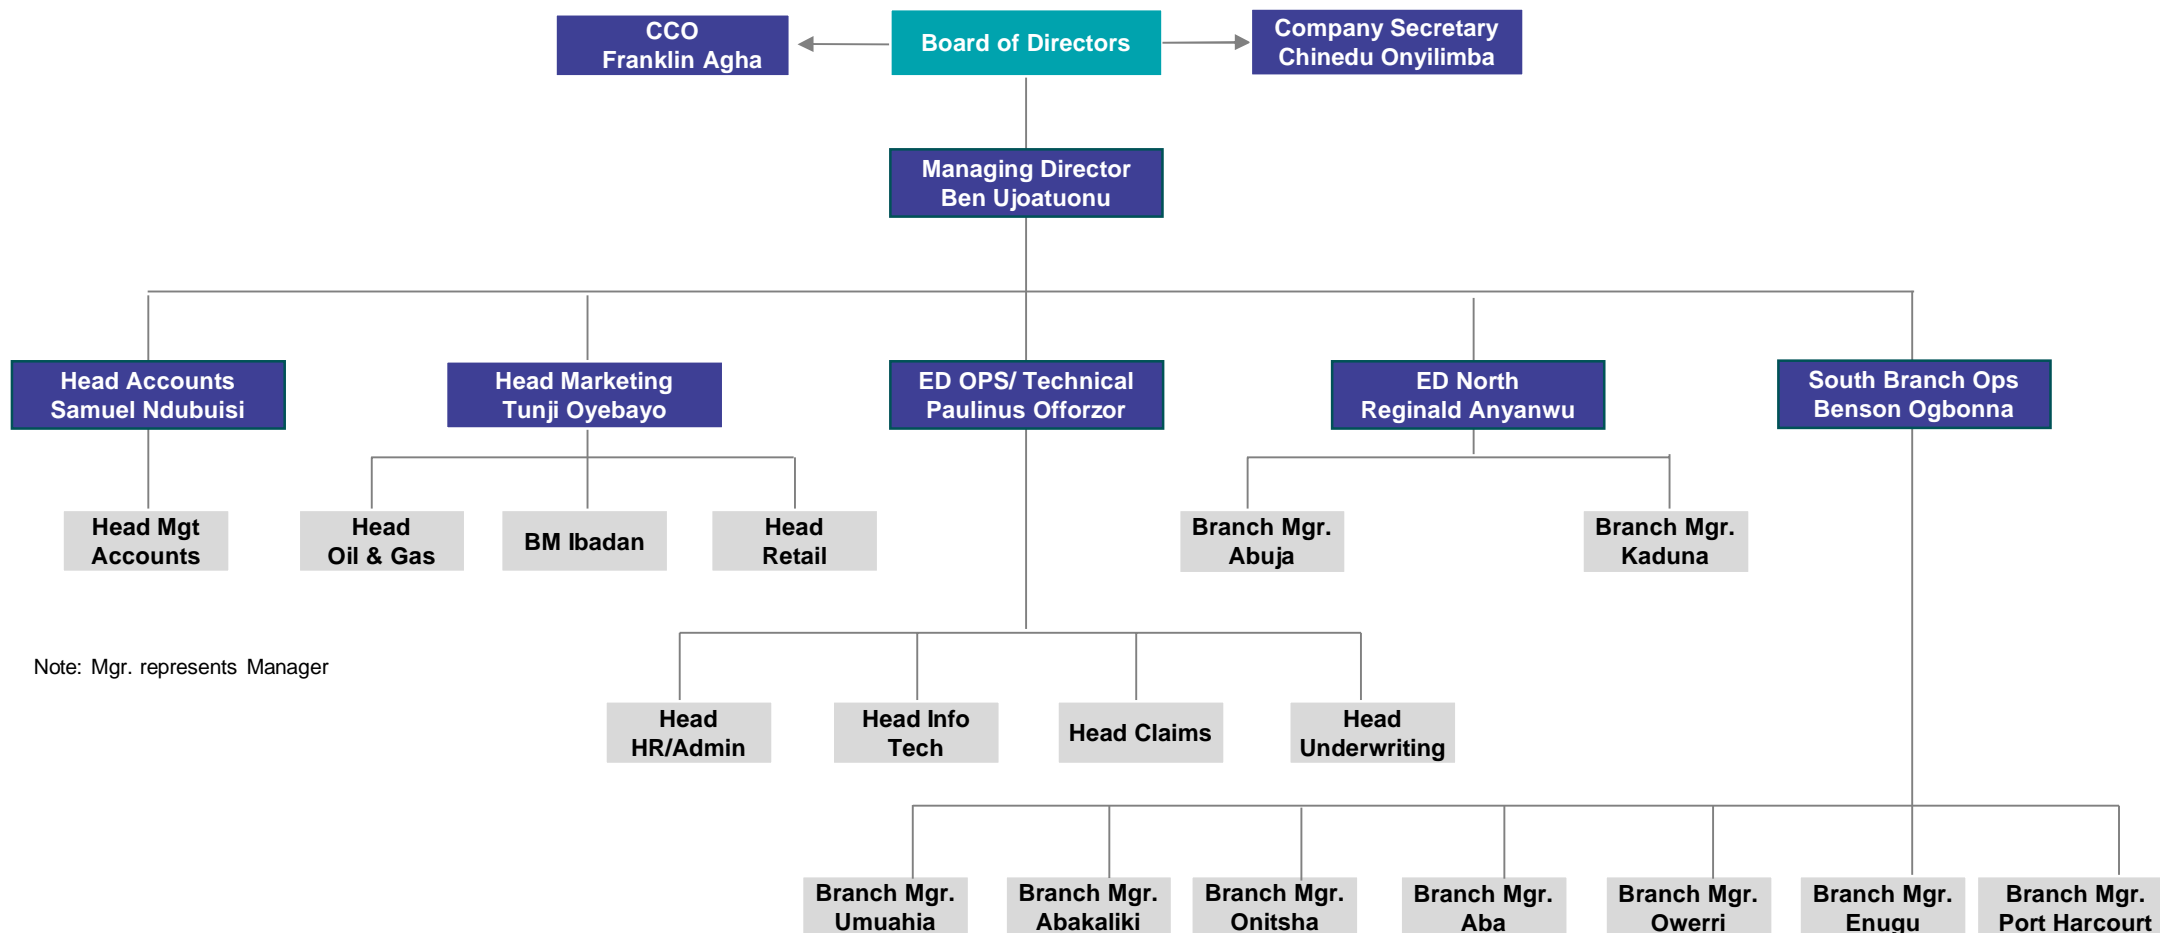 CCO
Franklin Agha
Board of Directors
Company Secretary
Chinedu Onyilimba
Managing Director
Ben Ujoatuonu
Head Accounts
Samuel Ndubuisi
Head Marketing
Tunji Oyebayo
ED OPS/ Technical
Paulinus Offorzor
ED North
Reginald Anyanwu
South Branch Ops
Benson Ogbonna
Head Mgt
Accounts
Head
Oil & Gas
BM Ibadan
Head
Retail
Branch Mgr.
Abuja
Branch Mgr.
Kaduna
Note: Mgr. represents Manager
Head
HR/Admin
Head Info
Tech
Head Claims
Head
Underwriting
Branch Mgr.
Umuahia
Branch Mgr.
Abakaliki
Branch Mgr.
Onitsha
Branch Mgr.
Aba
Branch Mgr.
Owerri
Branch Mgr.
Enugu
Branch Mgr.
Port Harcourt